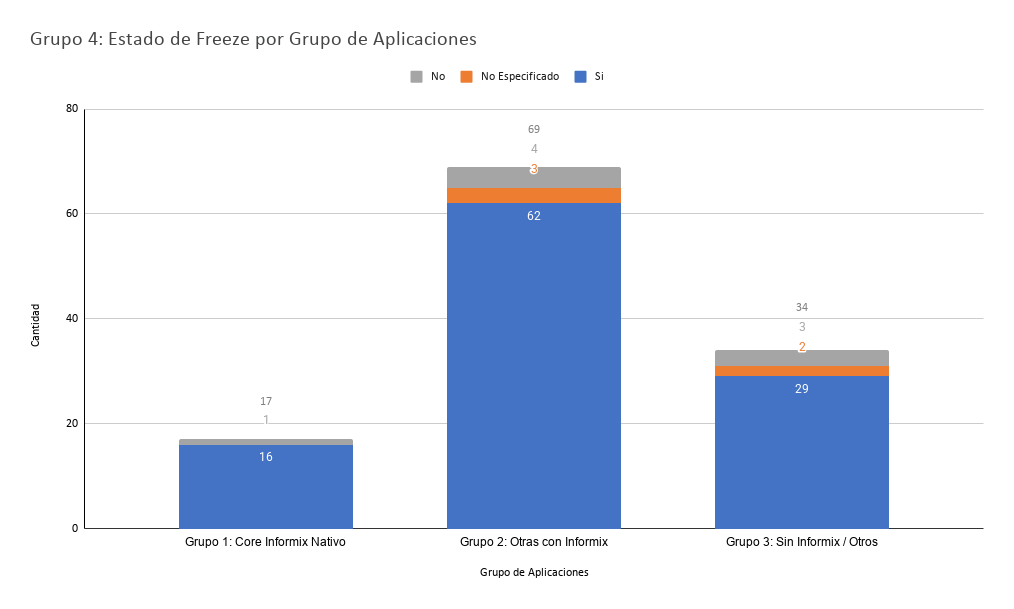 Grupo 4: Estado de Freeze por Grupo de Aplicaciones
No No Especificado Si
80
60
40
20
0
Cantidad
17
1
16
69
4
3
62
34
3
2
29
Grupo 1: Core Informix Nativo
Grupo 2: Otras con Informix
Grupo 3: Sin Informix / Otros
Grupo de Aplicaciones